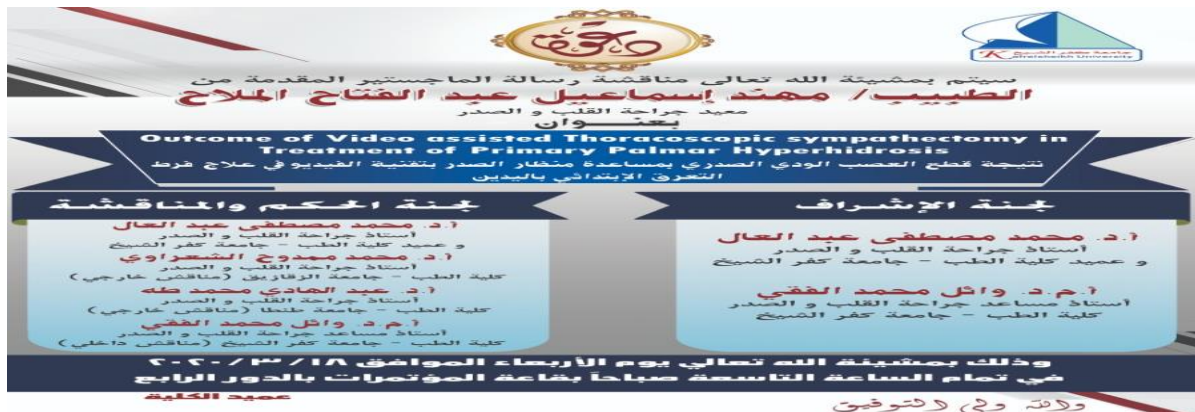 دعوة
جامعة كفر الشيخ
Kafrelsheikh University
سيتم بمشيئة الله تعالي مناقشة رسالة الماجستير المقدمة من
الطبيب/ مهند إسماعيل عبد الفتاح الملاح
معيد جراحة القلب و الصدر
بعنوان
Outcome of Video assisted Thoracoscopic sympathectomy in
Treatment of Primary Palmar Hyperhidrosis
نتيجة قطع العصب الودي الصدري بمساعدة منظار الصدر بتقنية الفيديو في علاج فرط
التعرق الإبتدائي باليدين
لجنة الإشراف
أ.د. محمد مصطفى عبد العال
أستاذ جراحة القلب و الصدر
و عميد كلية الطب - جامعة كفر الشيخ
أ.م.د. وائل محمد الفقي
أستاذ مساعد جراحة القلب و الصدر
كلية الطب - جامعة كفر الشيخ
لجنة الحكم والمناقشة
أ.د. محمد مصطفى عبد العال
أستاذ جراحة القلب و الصدر
و عميد كلية الطب - جامعة كفر الشيخ
أ.د. محمد ممدوح الشعراوي
أستاذ جراحة القلب و الصدر
كلية الطب - جامعة الزقازيق (مناقش خارجي)
أ.د. عبد الهادي محمد طه
أستاذ جراحة القلب و الصدر
كلية الطب - جامعة طنطا (مناقش خارجي)
أ.م.د. وائل محمد الفقي
أستاذ مساعد جراحة القلب و الصدر
كلية الطب - جامعة كفر الشيخ (مناقش داخلي)
وذلك بمشيئة الله تعالي يوم الأربعاء الموافق ١٨ / ٣ / ٢٠٢٠
في تمام الساعة التاسعة صباحاً بقاعة المؤتمرات بالدور الرابع
والله ولي التوفيق
عميد الكلية